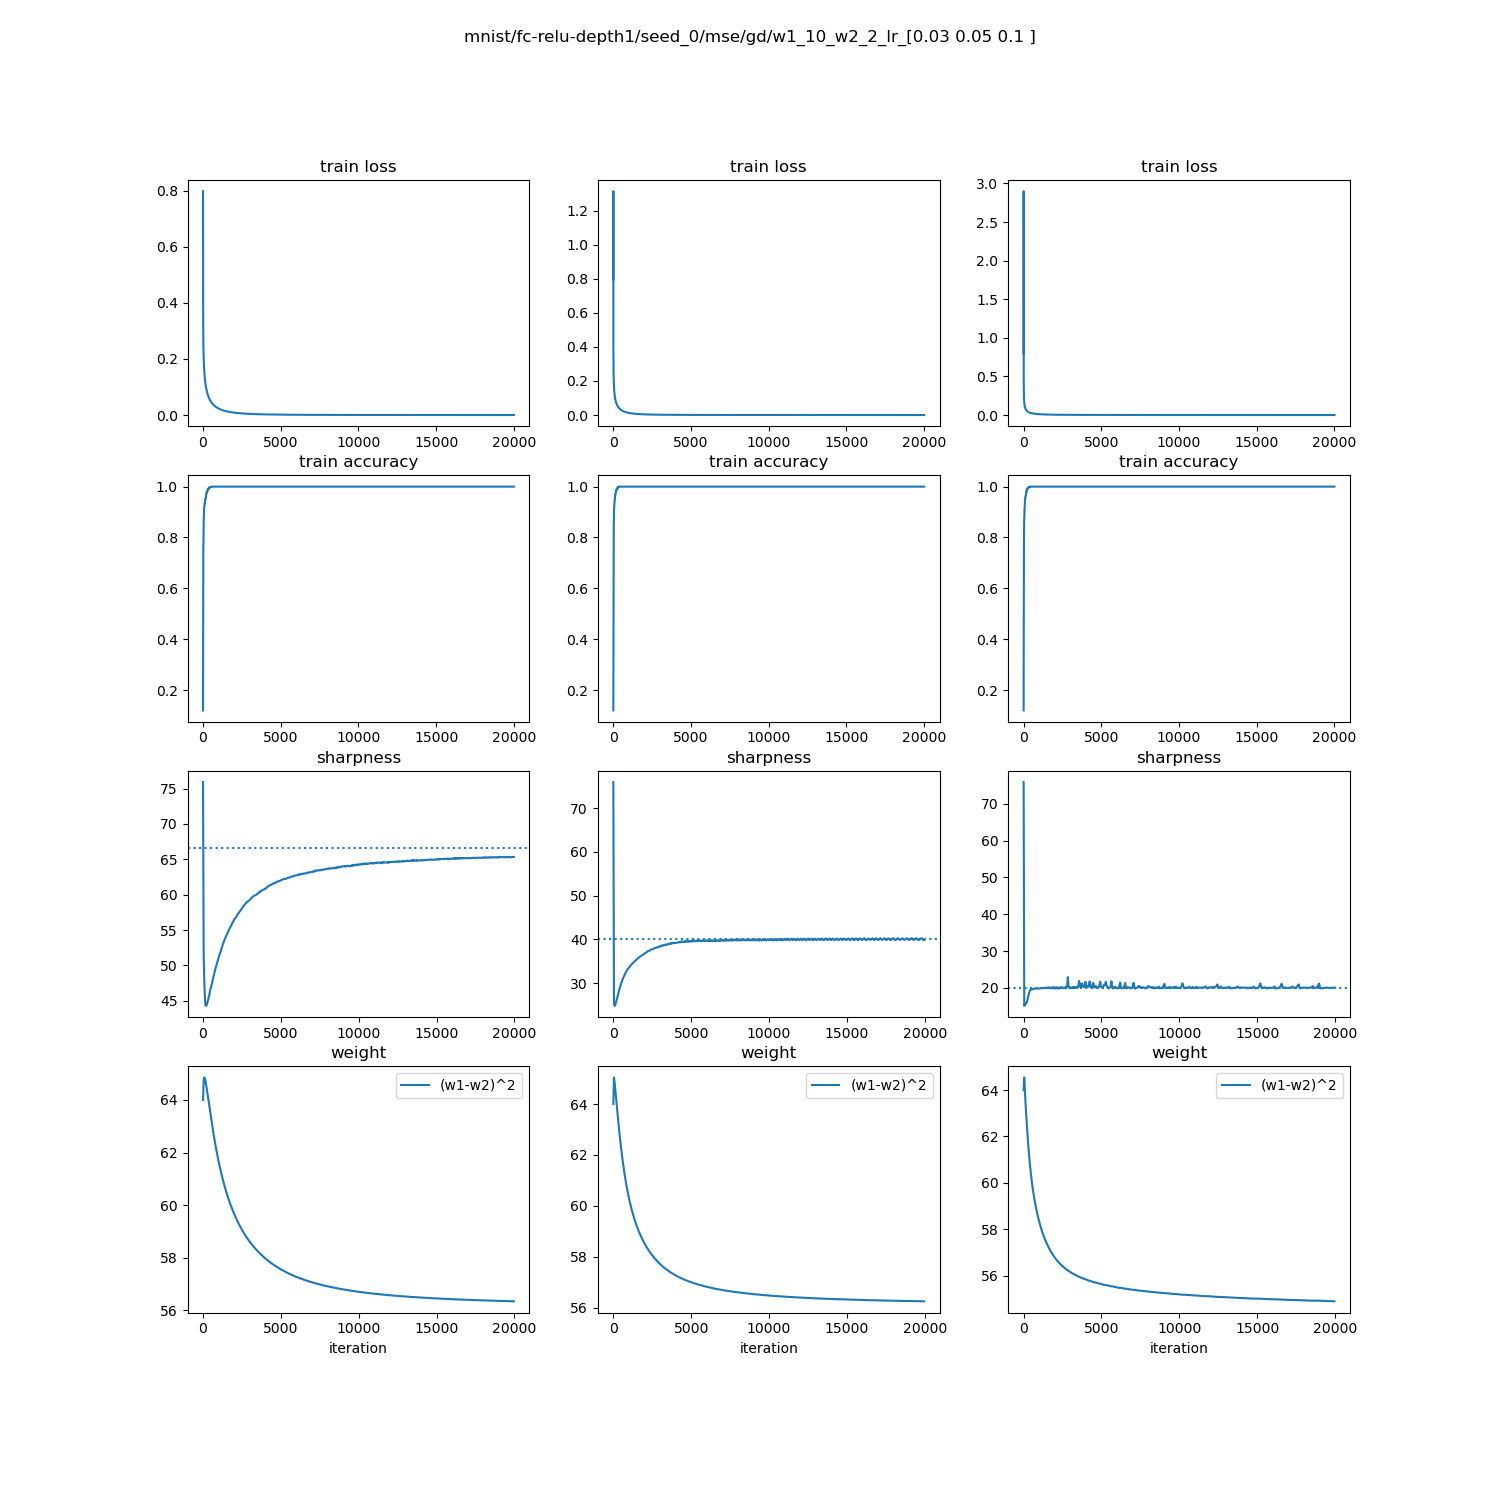 mnist/fc-relu-depth1/seed_0/mse/gd/w1_10_w2_2_lr_[0.03 0.05 0.1 ]
train loss train loss train loss
0.8 0.6 0.4 0.2 0.0
1.2 1.0 0.8 0.6 0.4 0.2 0.0
3.0 2.5 2.0 1.5 1.0 0.5 0.0
0 5000 10000 15000 20000 0 5000 10000 15000 20000 0 5000 10000 15000 20000
train accuracy train accuracy train accuracy
1.0 0.8 0.6 0.4 0.2
1.0 0.8 0.6 0.4 0.2
1.0 0.8 0.6 0.4 0.2
0 5000 10000 15000 20000 0 5000 10000 15000 20000 0 5000 10000 15000 20000
sharpness sharpness sharpness
75 70 65 60 55 50 45
70 60 50 40 30
70 60 50 40 30 20
0 5000 10000 15000 20000 0 5000 10000 15000 20000 0 5000 10000 15000 20000
weight weight weight
(w1-w2)^2 (w1-w2)^2 (w1-w2)^2
64 62 60 58 56
64 62 60 58 56
64 62 60 58 56
0 5000 10000 15000 20000 0 5000 10000 15000 20000 0 5000 10000 15000 20000
iteration iteration iteration